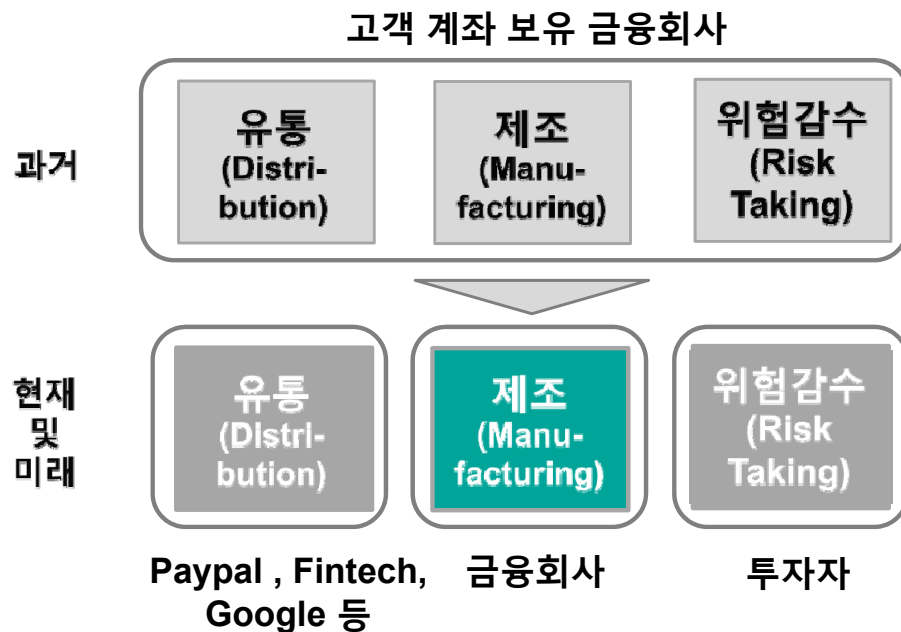 고객 계좌 보유 금융회사
과거
유통
(Distri-
bution)
제조
(Manu-
facturing)
위험감수
(Risk
Taking)
현재
및
미래
유통
(Distri-
bution)
제조
(Manu-
facturing)
위험감수
(Risk
Taking)
Paypal , Fintech,
Google 등
금융회사
투자자